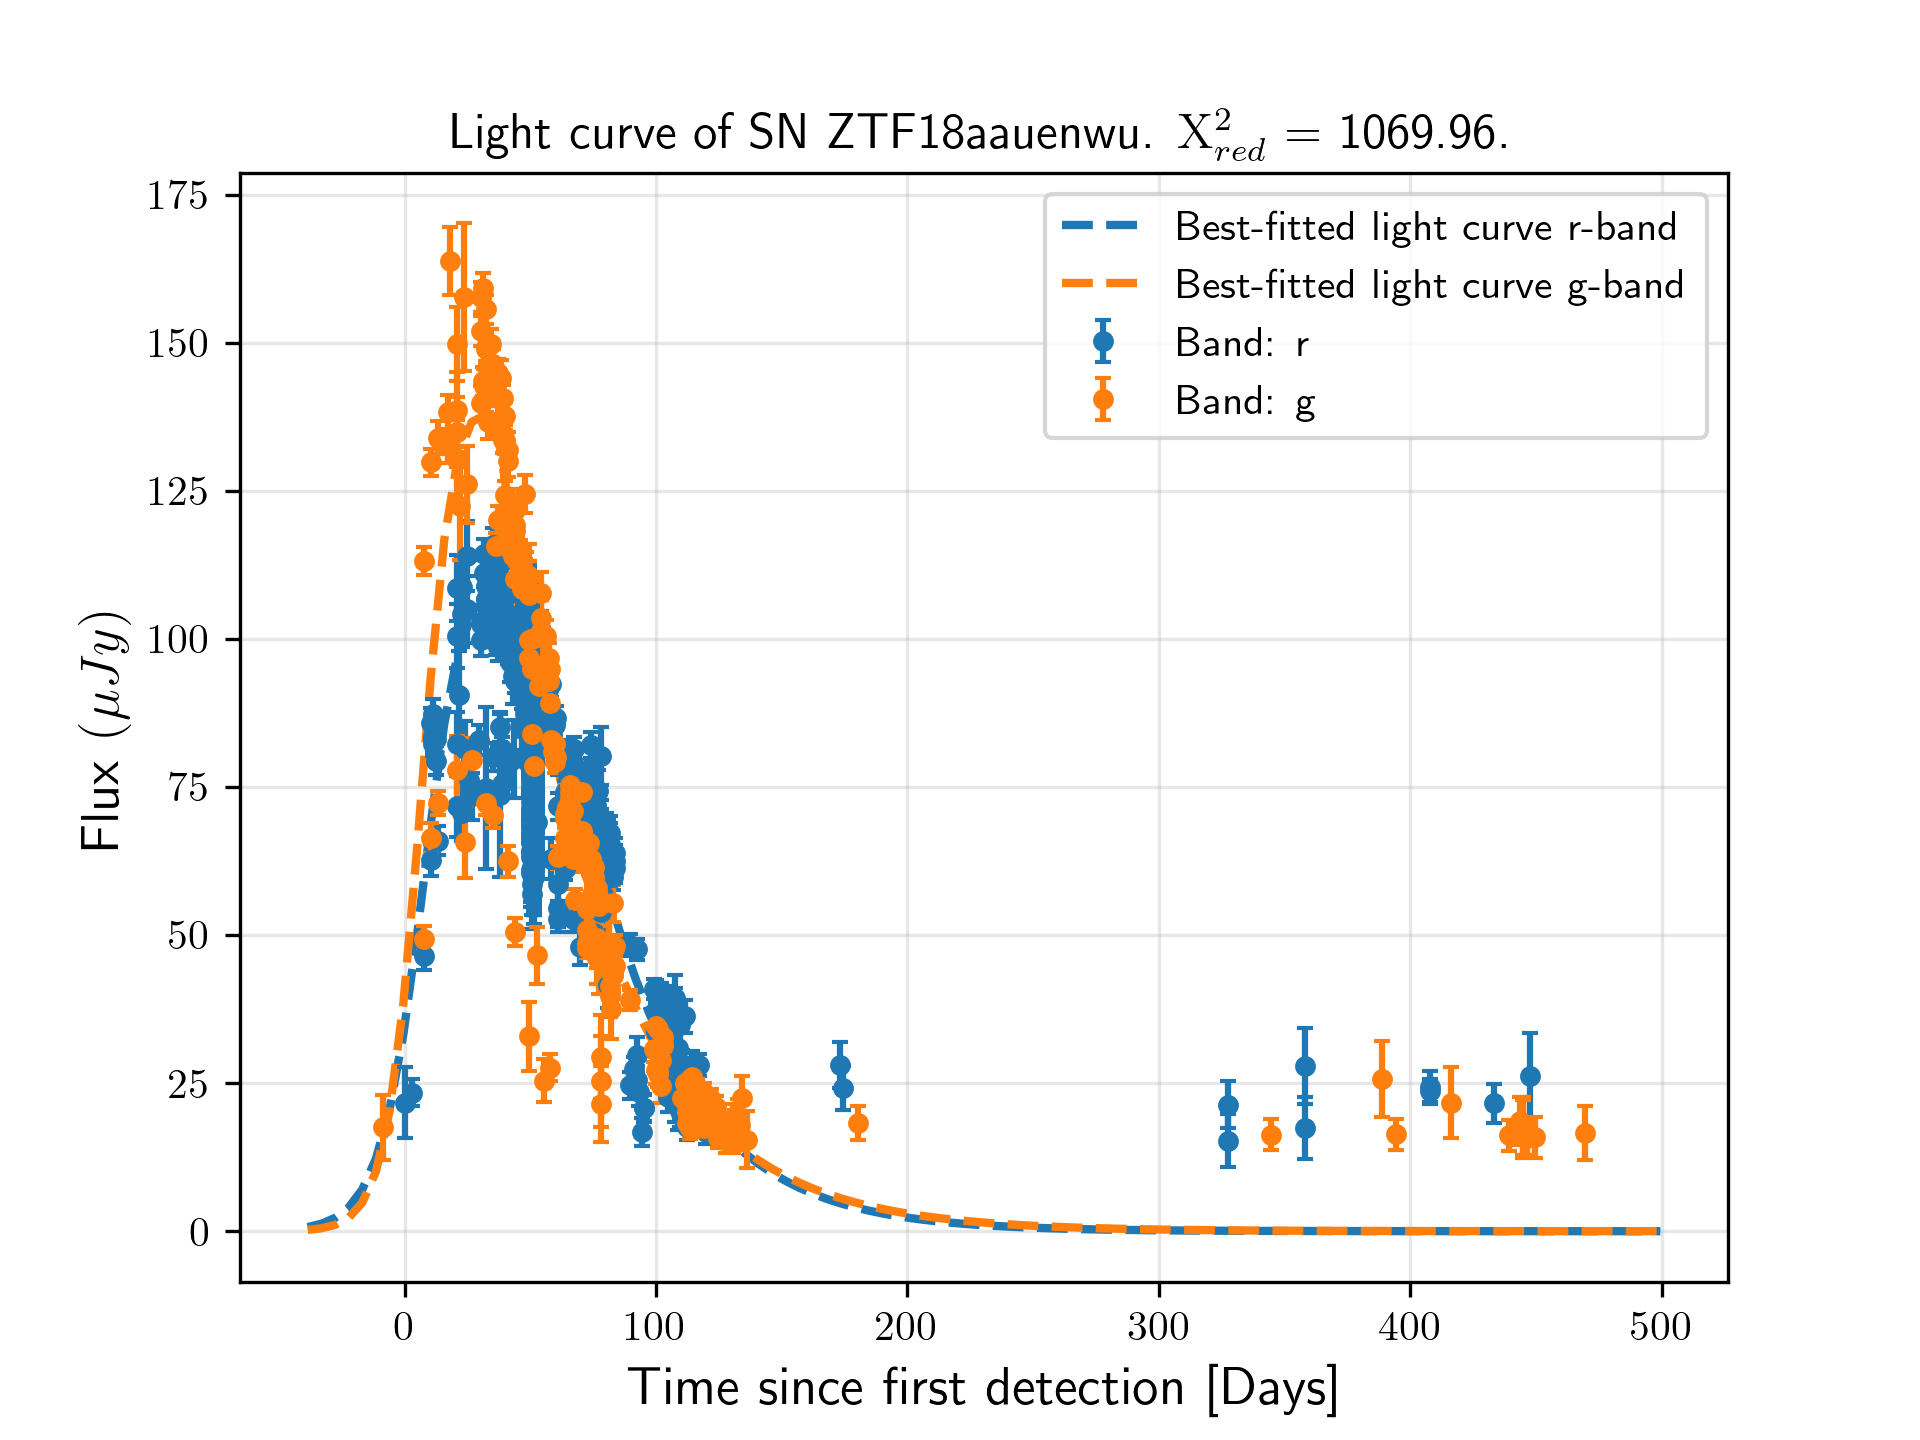 Light curve of SN ZTF18aauenwu. X²_red = 1069.96.
Best-fitted light curve r-band
Best-fitted light curve g-band
Band: r
Band: g
Flux (μJy)
175
150
125
100
75
50
25
0
0 100 200 300 400 500
Time since first detection [Days]